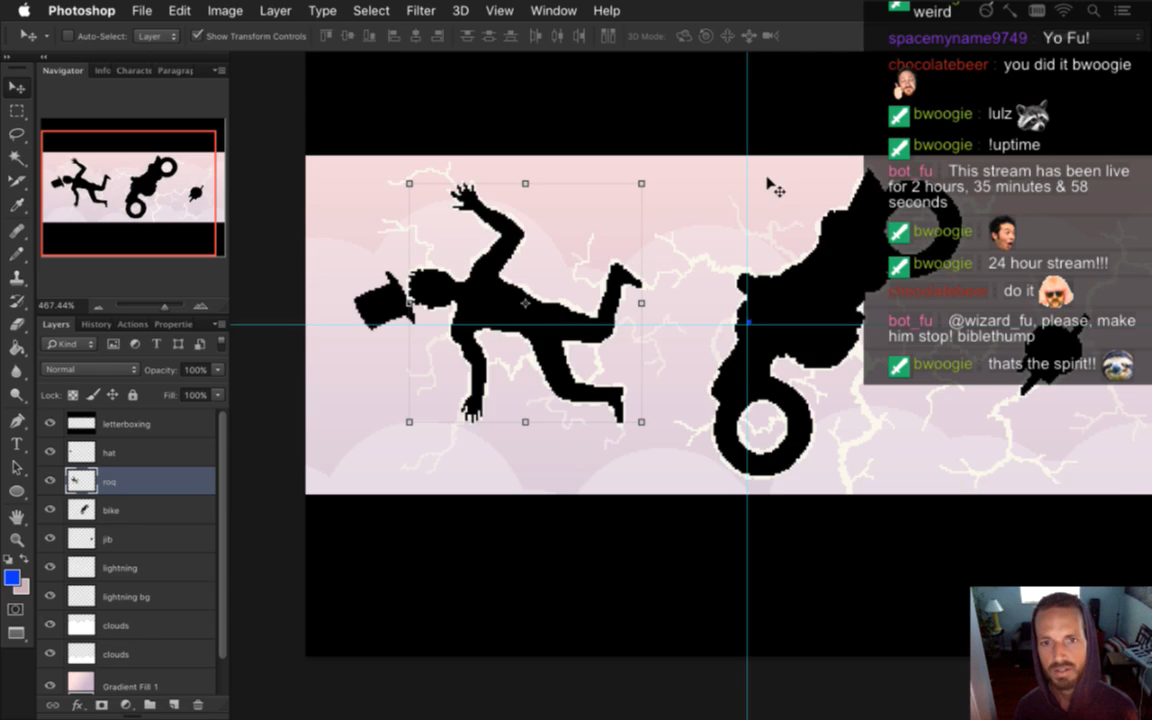 Photoshop File Edit Image Layer Type Select Filter 3D View Window Help
Auto-Select: Layer Show Transform Controls 3D Mode:
Navigator Info Characte Paragraj
467.44%
Layers History Actions Propertie
Kind
Normal Opacity: 100%
Lock: Fill: 100%
letterboxing
hat
roq
bike
jib
lightning
lightning bg
clouds
clouds
Gradient Fill 1
weird
spacemyname9749 Yo Fu!
chocolatebeer : you did it bwoogie
bwoogie : lulz
bwoogie : !uptime
bot_fu This stream has been live
for 2 hours, 35 minutes & 58
seconds
bwoogie :
bwoogie : 24 hour stream!!!
chocolatebeer : do it
bot_fu : @wizard_fu, please, make
him stop! biblethump
bwoogie : thats the spirit!!